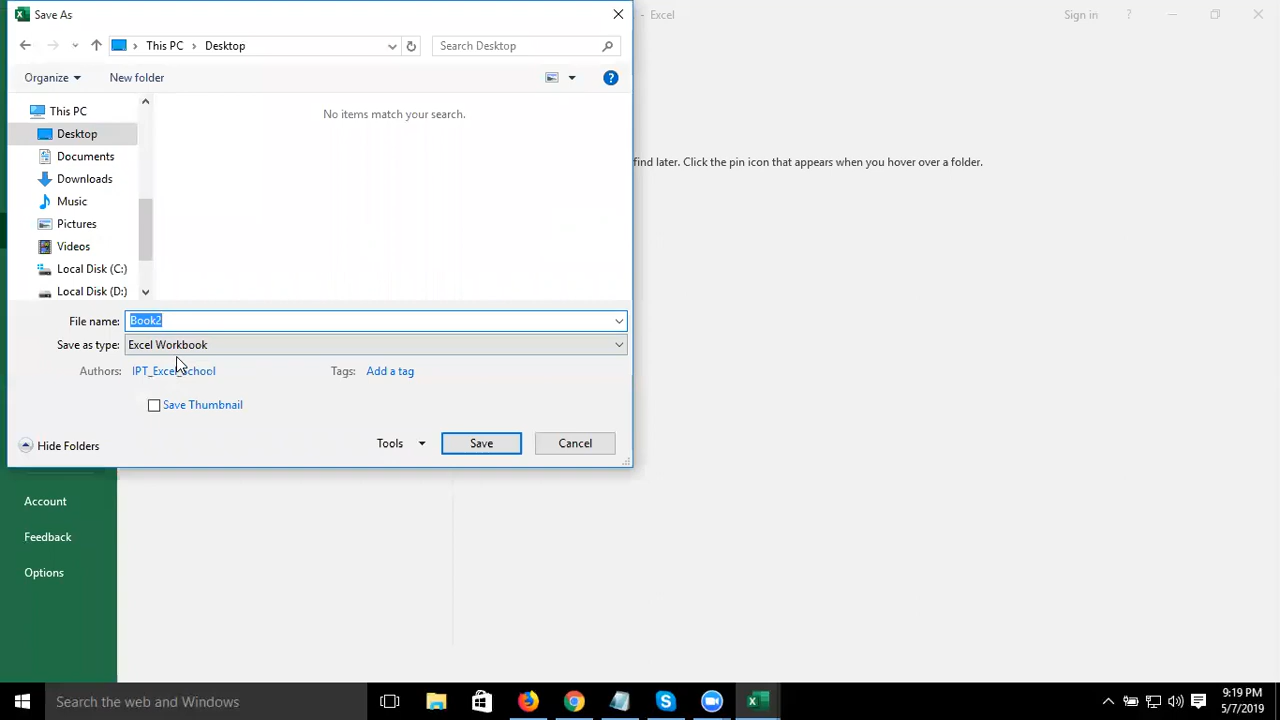 Save As
- Excel
Sign in
?
This PC
Desktop
Search Desktop
Organize
New folder
?
This PC
Desktop
Documents
Downloads
Music
Pictures
Videos
Local Disk (C:)
Local Disk (D:)
No items match your search.
find later. Click the pin icon that appears when you hover over a folder.
File name: Book2
Save as type: Excel Workbook
Authors: IPT_Excel_School
Tags: Add a tag
Save Thumbnail
Hide Folders
Tools
Save
Cancel
Account
Feedback
Options
Search the web and Windows
9:19 PM
5/7/2019